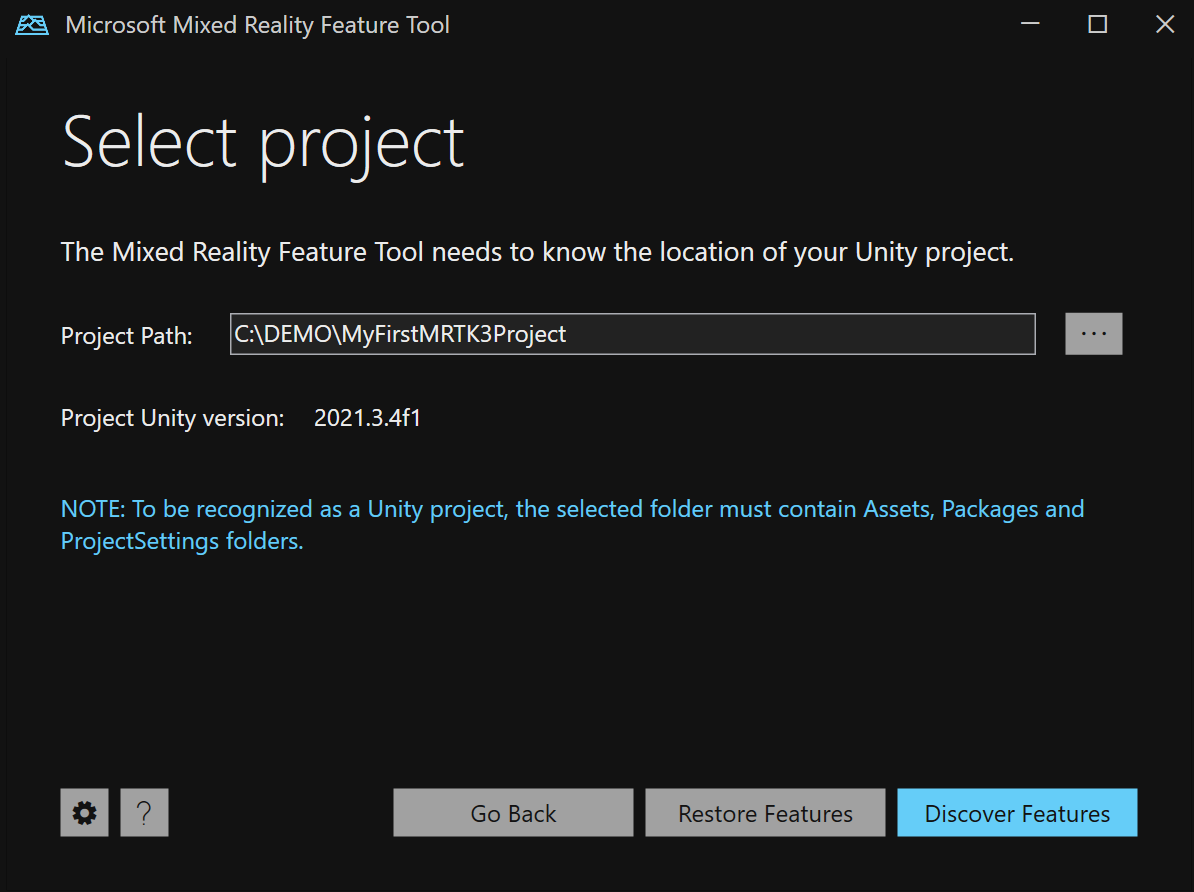 Microsoft Mixed Reality Feature Tool
Select project
The Mixed Reality Feature Tool needs to know the location of your Unity project.
Project Path: C:\DEMO\MyFirstMRTK3Project ...
Project Unity version: 2021.3.4f1
NOTE: To be recognized as a Unity project, the selected folder must contain Assets, Packages and
ProjectSettings folders.
? Go Back Restore Features Discover Features